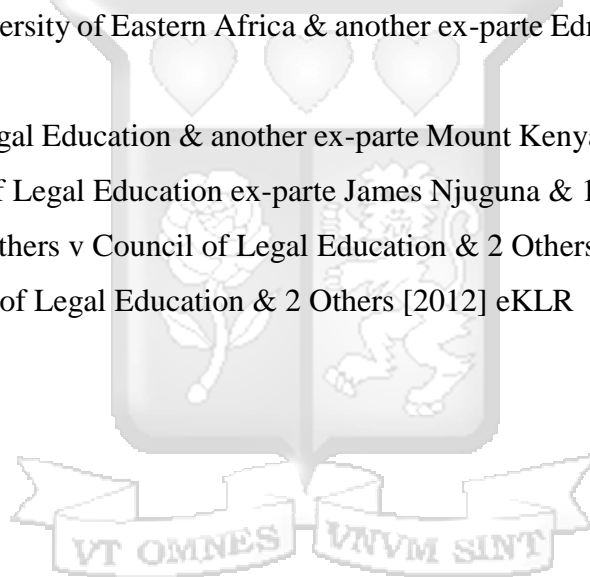 ersity of Eastern Africa & another ex-parte Edr
gal Education & another ex-parte Mount Kenya
f Legal Education ex-parte James Njuguna & 1
thers v Council of Legal Education & 2 Others
of Legal Education & 2 Others [2012] eKLR
VT OMNES VNVM SINT